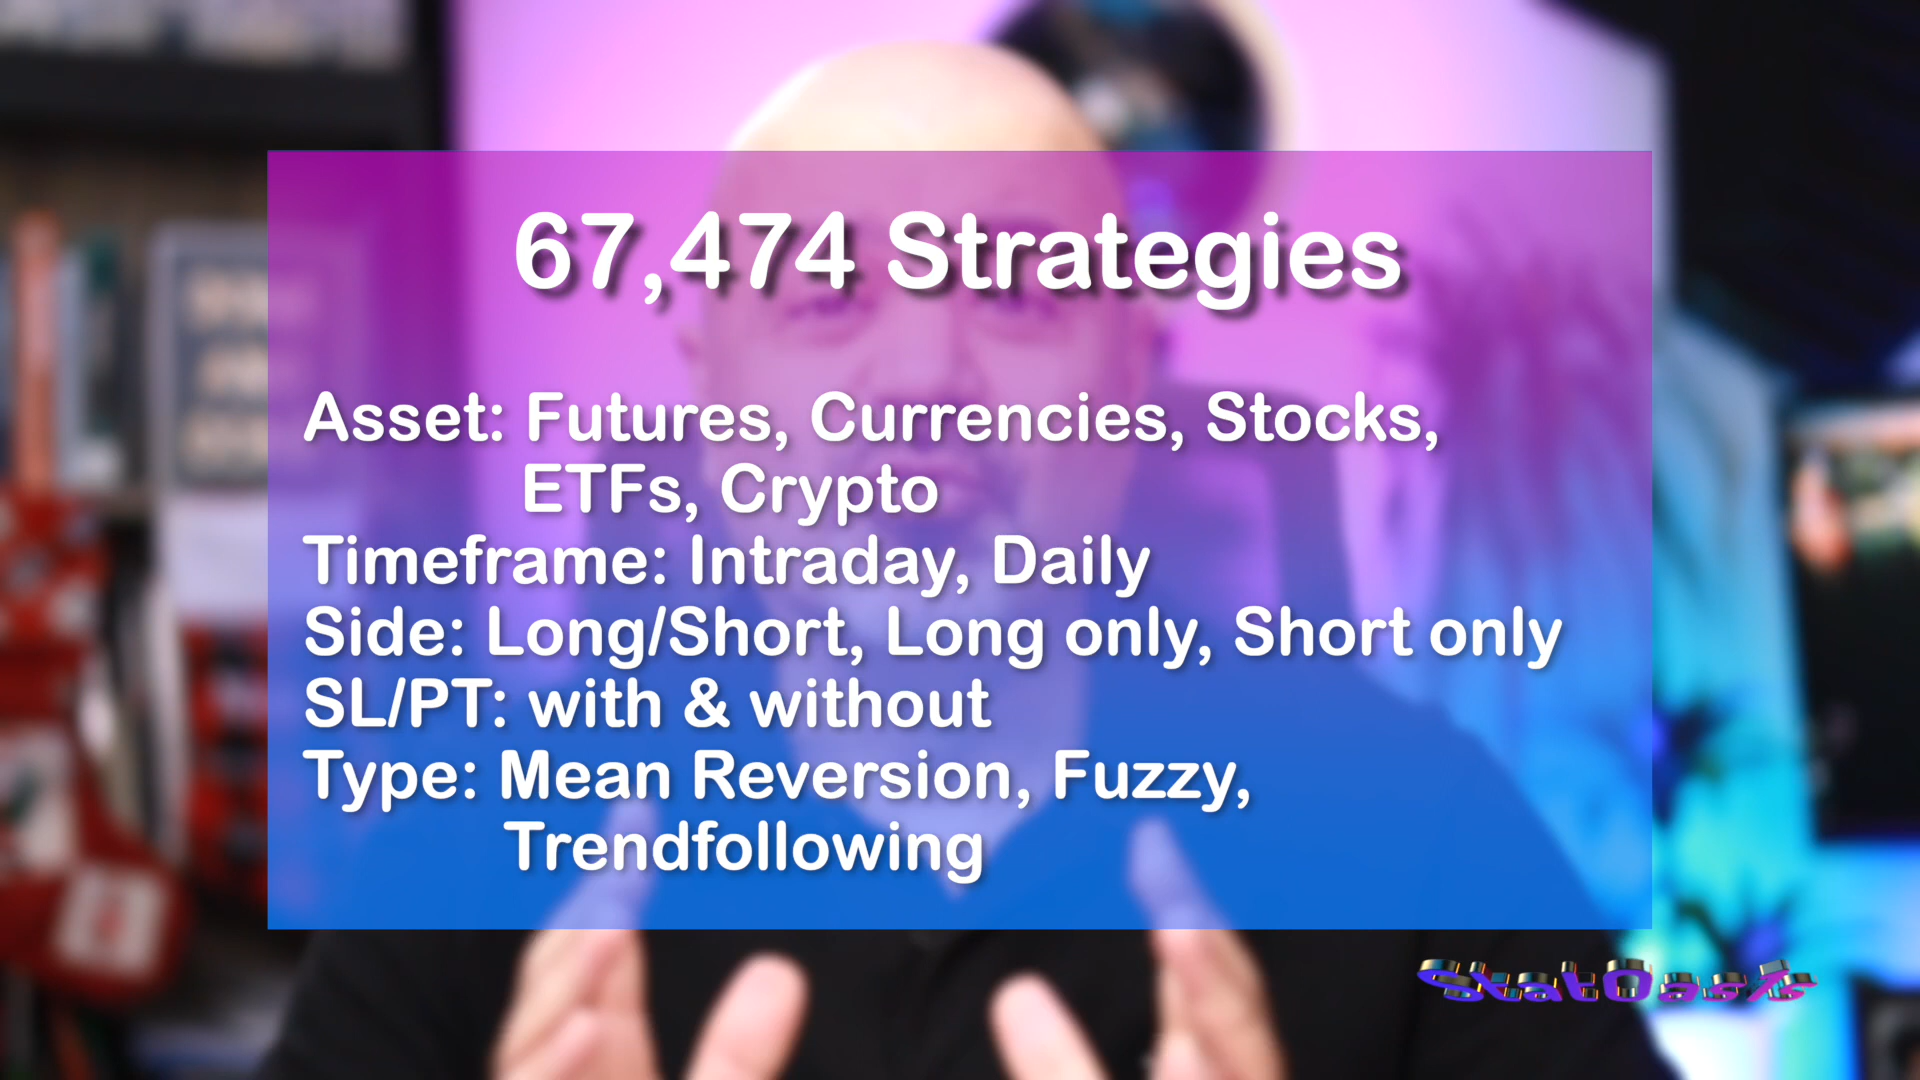 67,474 Strategies
Asset: Futures, Currencies, Stocks,
ETFs, Crypto
Timeframe: Intraday, Daily
Side: Long/Short, Long only, Short only
SL/PT: with & without
Type: Mean Reversion, Fuzzy,
Trendfollowing
StatOasis